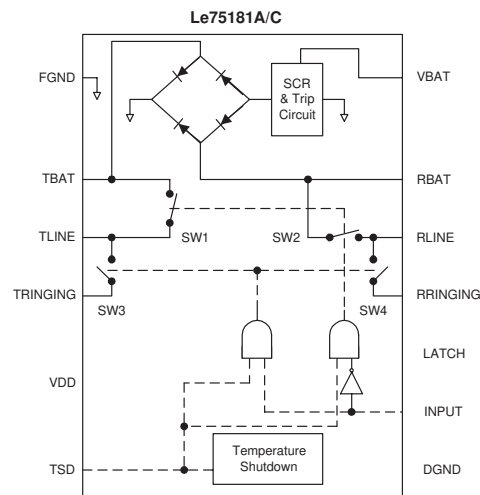 Le75181A/C
FGND
SCR
& Trip
Circuit
VBAT
TBAT
RBAT
TLINE
SW1
SW2
RLINE
TRINGING
SW3
SW4
RRINGING
LATCH
VDD
INPUT
Temperature
Shutdown
TSD
DGND